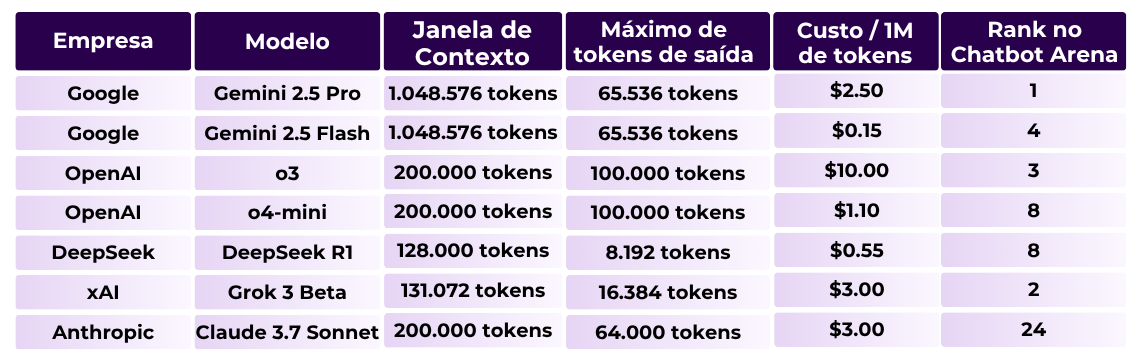 Empresa Modelo Janela de Contexto Máximo de tokens de saída Custo / 1M de tokens Rank no Chatbot Arena
Google Gemini 2.5 Pro 1.048.576 tokens 65.536 tokens $2.50 1
Google Gemini 2.5 Flash 1.048.576 tokens 65.536 tokens $0.15 4
OpenAI o3 200.000 tokens 100.000 tokens $10.00 3
OpenAI o4-mini 200.000 tokens 100.000 tokens $1.10 8
DeepSeek DeepSeek R1 128.000 tokens 8.192 tokens $0.55 8
xAI Grok 3 Beta 131.072 tokens 16.384 tokens $3.00 2
Anthropic Claude 3.7 Sonnet 200.000 tokens 64.000 tokens $3.00 24